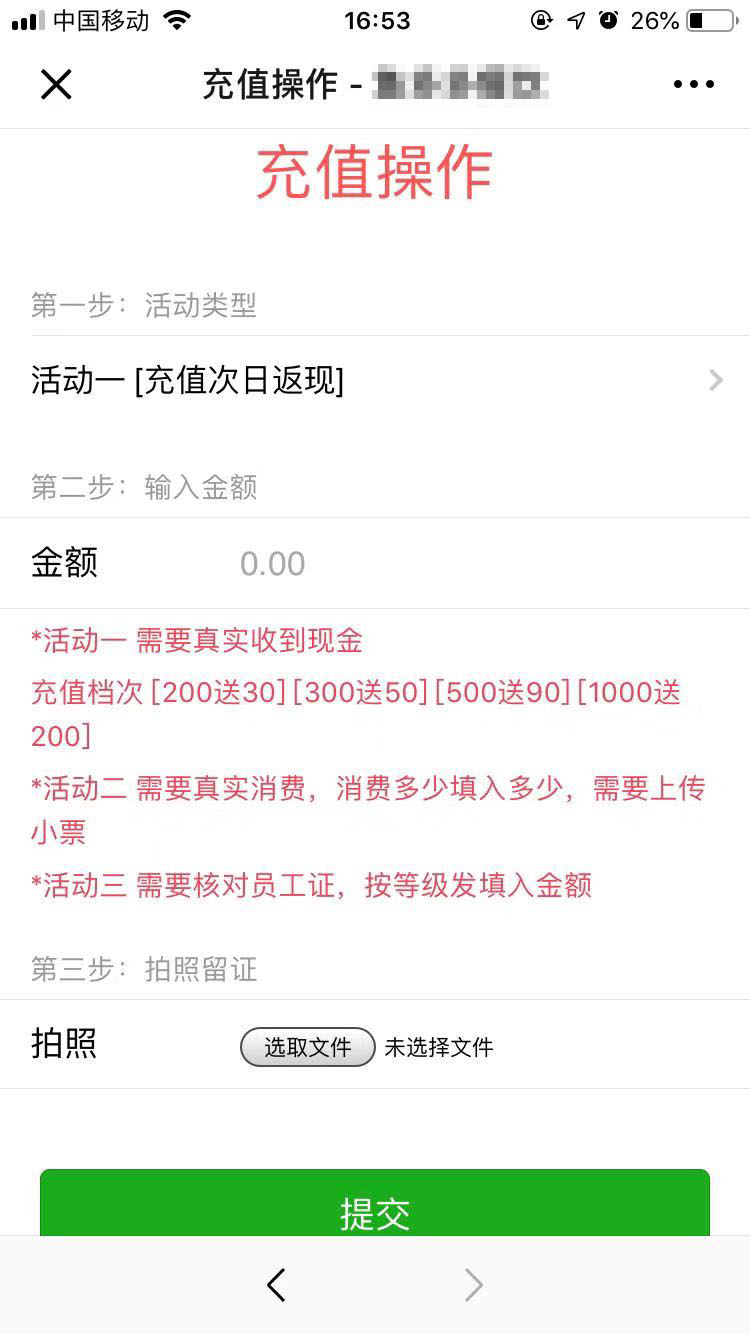 中国移动
16:53
26%
充值操作 -
充值操作
第一步：活动类型
活动一 [充值次日返现]
第二步：输入金额
金额 0.00
*活动一 需要真实收到现金
充值档次 [200送30] [300送50] [500送90] [1000送
200]
*活动二 需要真实消费，消费多少填入多少，需要上传
小票
*活动三 需要核对员工证，按等级发填入金额
第三步：拍照留证
拍照 选取文件 未选择文件
提交